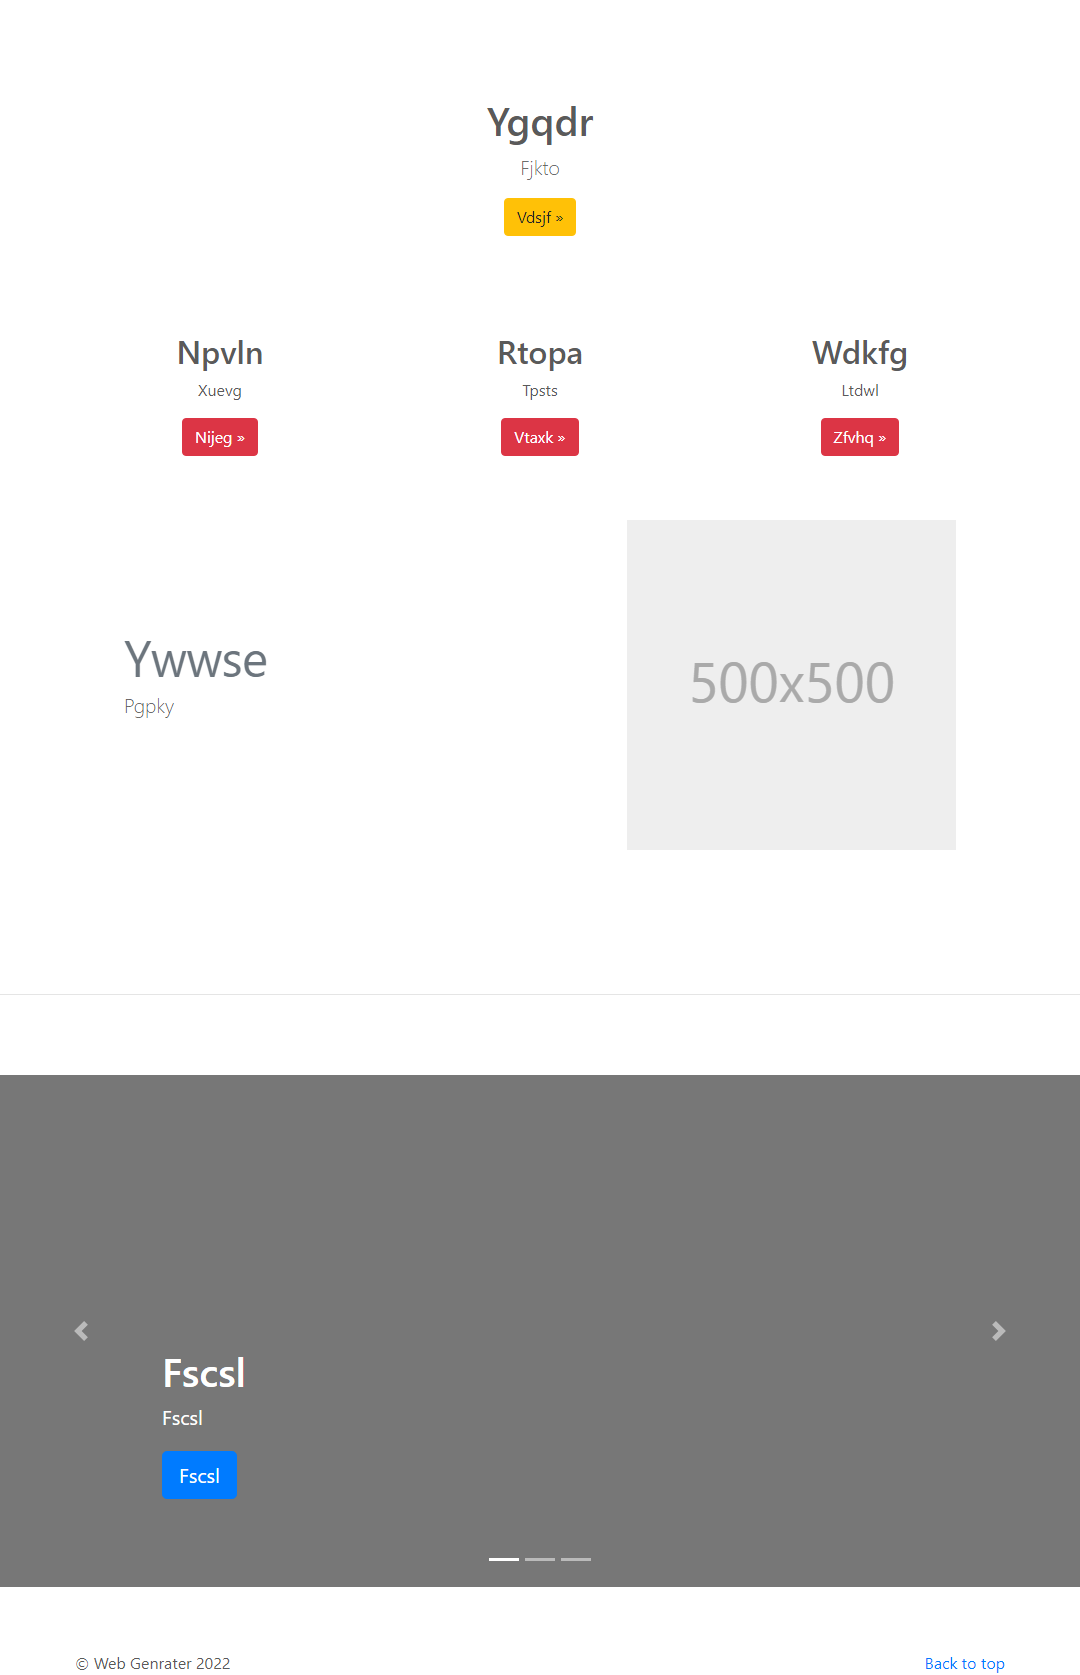 Ygqdr
Fjkto
Vdsjf »
Npvln
Xuevg
Nijeg »
Rtopa
Tpsts
Vtaxk »
Wdkfg
Ltdwl
Zfvhq »
Ywwse
Pgpky
500x500
Fscsl
Fscsl
Fscsl
© Web Genrater 2022
Back to top